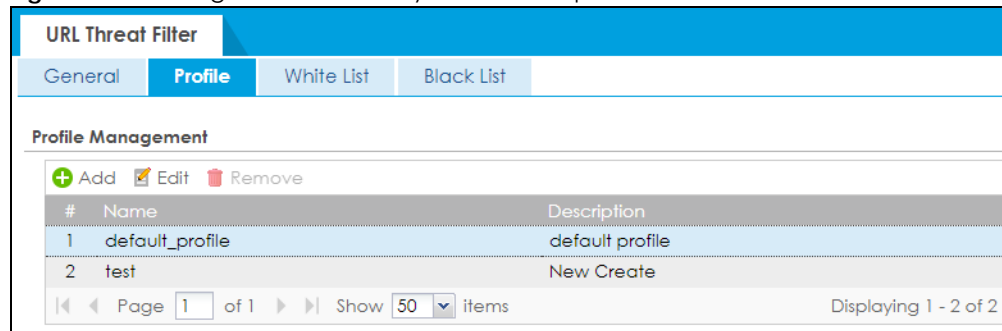 URL Threat Filter
General Profile White List Black List
Profile Management
Add Edit Remove
# Name Description
1 default_profile default profile
2 test New Create
Page 1 of 1 Show 50 items Displaying 1 - 2 of 2